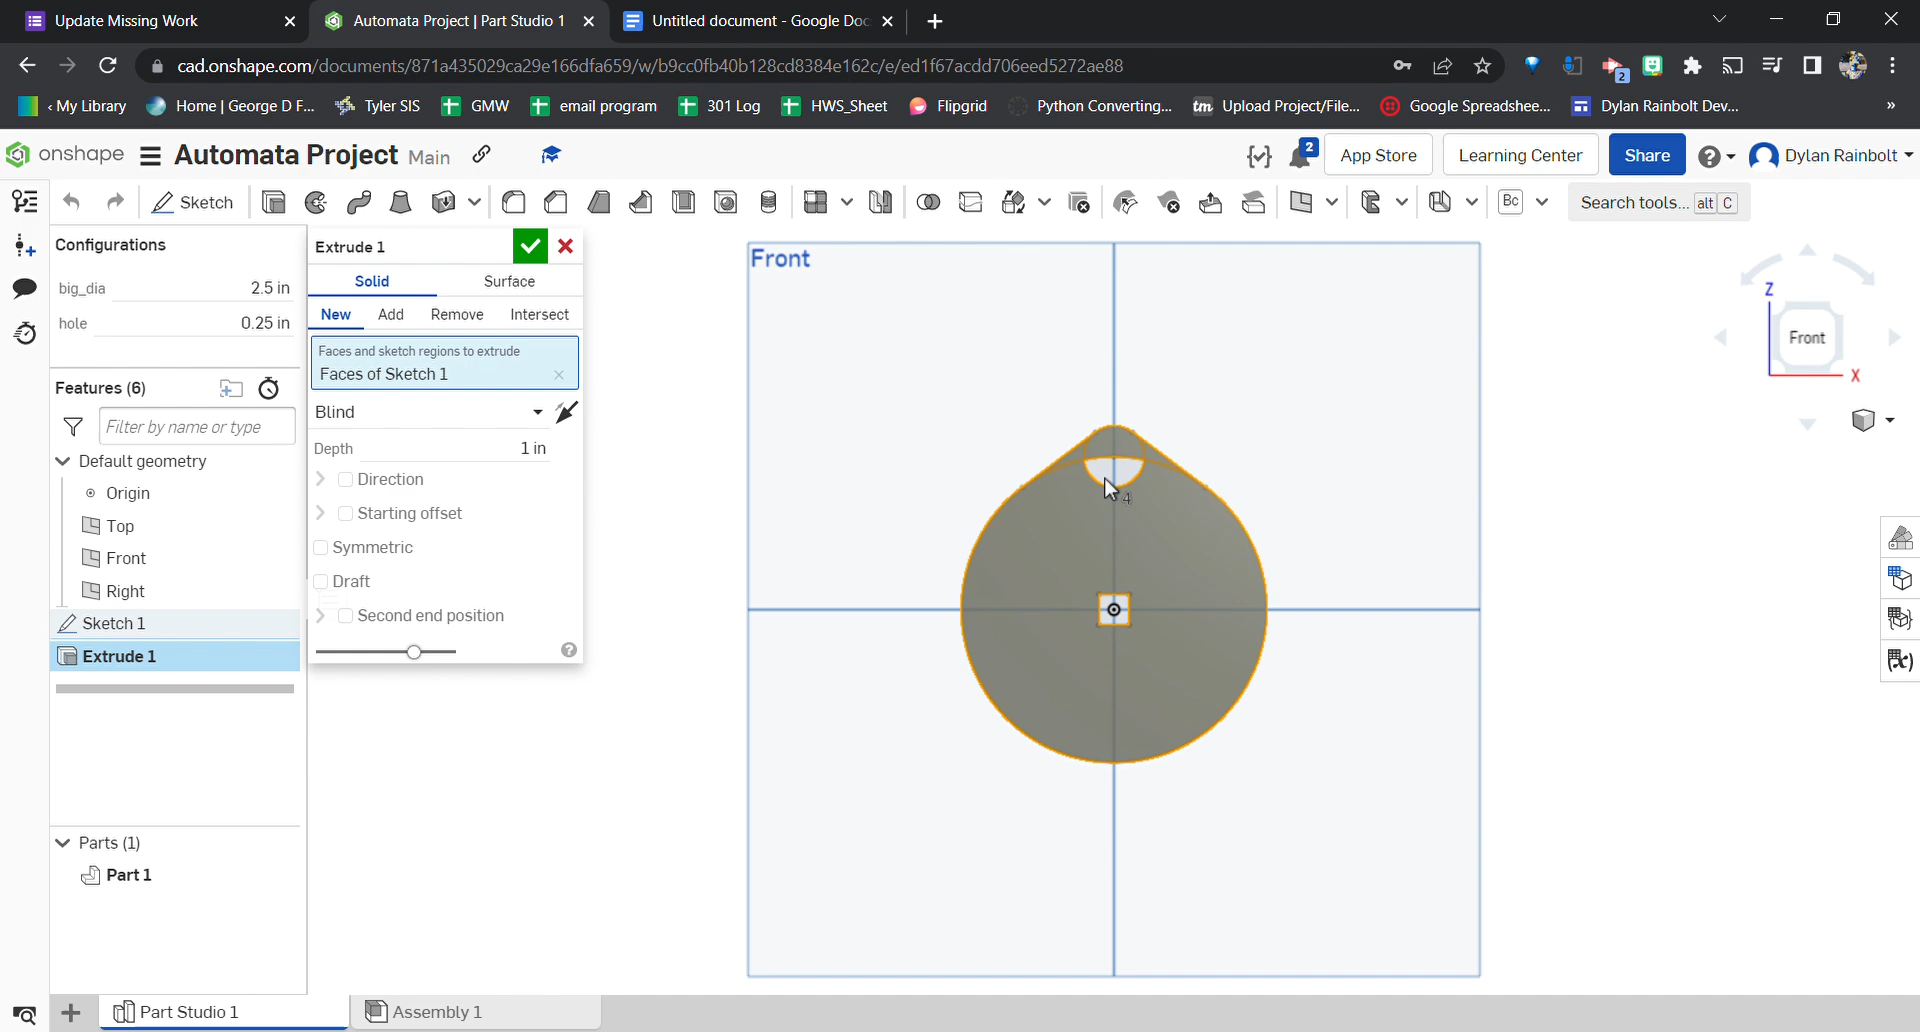 Update Missing Work
Automata Project | Part Studio 1
Untitled document - Google Doc
cad.onshape.com/documents/871a435029ca29e166dfa659/w/b9cc0fb40b128cd8384e162c/e/ed1f67acdd706eed5272ae88
2
‹ My Library
Home | George D F...
Tyler SIS
GMW
email program
301 Log
HWS_Sheet
Flipgrid
Python Converting...
tm Upload Project/File...
Google Spreadshee...
Dylan Rainbolt Dev...
»
onshape
Automata Project Main
2
App Store
Learning Center
Share
Dylan Rainbolt
Sketch
Bc
Search tools... alt C
Configurations
big_dia 2.5 in
hole 0.25 in
Features (6)
Filter by name or type
Default geometry
Origin
Top
Front
Right
Sketch 1
Extrude 1
Parts (1)
Part 1
Extrude 1
Solid Surface
New Add Remove Intersect
Faces and sketch regions to extrude
Faces of Sketch 1
Blind
Depth 1 in
Direction
Starting offset
Symmetric
Draft
Second end position
Front
4
Z
Front
X
(x)
Part Studio 1
Assembly 1